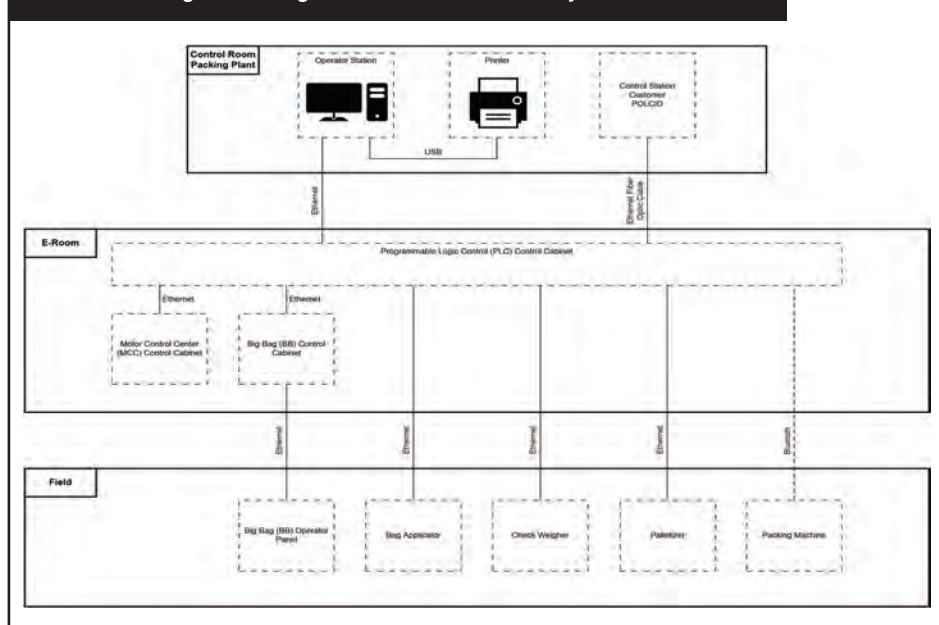 Control Room
Packing Plant
Operator Station
Printer
Control Station
Customer
POLCID
USB
Ethernet
Ethernet Fiber
Optic Cable
E-Room
Programmable Logic Control (PLC) Control Cabinet
Ethernet
Ethernet
Motor Control Center
(MCC) Control Cabinet
Big Bag (BB) Control
Cabinet
Ethernet
Ethernet
Ethernet
Ethernet
Bluetooth
Field
Big Bag (BB) Operator
Panel
Bag Applicator
Check Weigher
Palletizer
Packing Machine